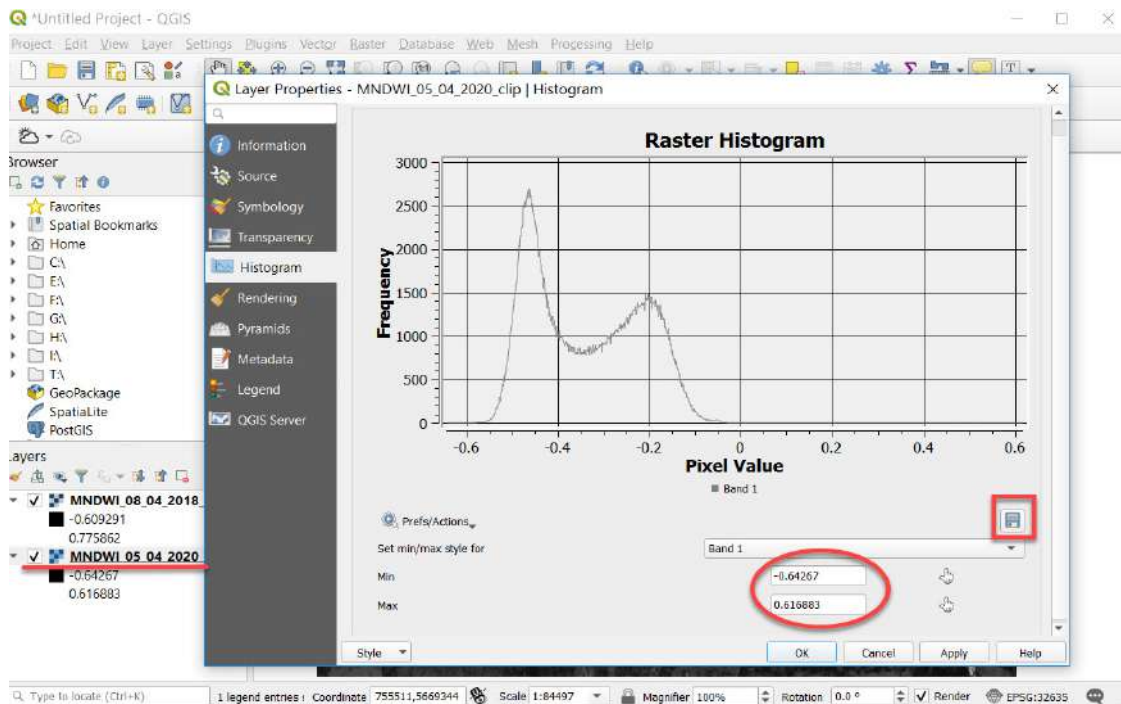 *Untitled Project - QGIS
Project Edit View Layer Settings Plugins Vector Raster Database Web Mesh Processing Help
Layer Properties - MNDWI_05_04_2020_clip | Histogram
Information
Source
Symbology
Transparency
Histogram
Rendering
Pyramids
Metadata
Legend
QGIS Server
Browser
Favorites
Spatial Bookmarks
Home
C:\
E:\
F:\
G:\
H:\
I:\
T:\
GeoPackage
SpatiaLite
PostGIS
Layers
MNDWI_08_04_2018_
-0.609291
0.775862
MNDWI_05_04_2020
-0.64267
0.616883
Raster Histogram
Frequency
3000
2500
2000
1500
1000
500
0
-0.6 -0.4 -0.2 0 0.2 0.4 0.6
Pixel Value
Band 1
Prefs/Actions
Set min/max style for Band 1
Min -0.64267
Max 0.616883
Style OK Cancel Apply Help
Type to locate (Ctrl+K) 1 legend entries Coordinate 755511,5669344 Scale 1:84497 Magnifier 100% Rotation 0.0 ° Render EPSG:32635